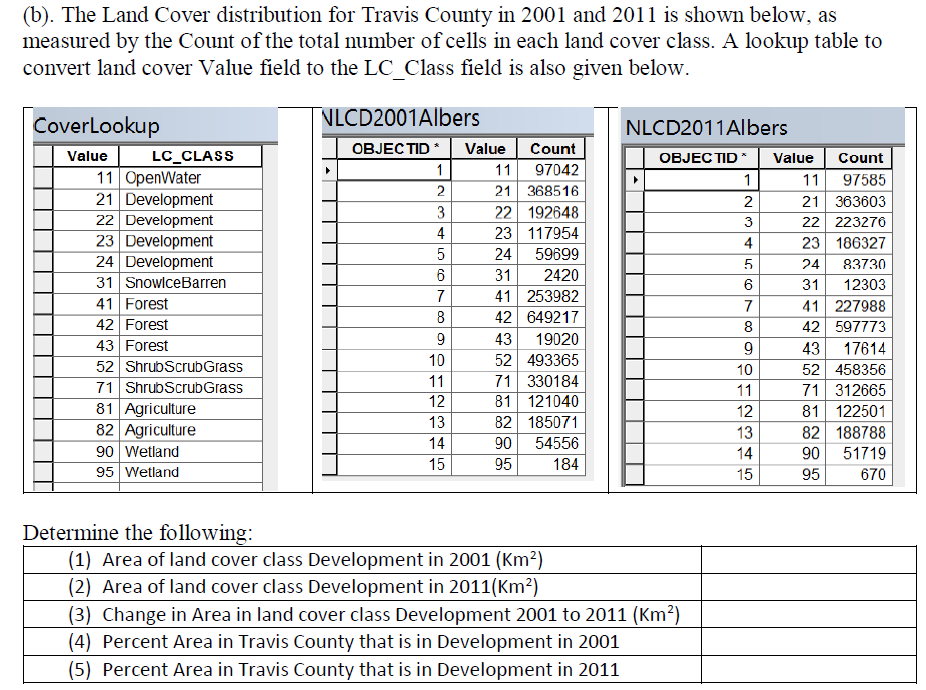 (b). The Land Cover distribution for Travis County in 2001 and 2011 is shown below, as
measured by the Count of the total number of cells in each land cover class. A lookup table to
convert land cover Value field to the LC_Class field is also given below.
CoverLookup
Value LC_CLASS
11 OpenWater
21 Development
22 Development
23 Development
24 Development
31 SnowIceBarren
41 Forest
42 Forest
43 Forest
52 ShrubScrubGrass
71 ShrubScrubGrass
81 Agriculture
82 Agriculture
90 Wetland
95 Wetland
NLCD2001Albers
OBJECTID * Value Count
1 11 97042
2 21 368516
3 22 192648
4 23 117954
5 24 59699
6 31 2420
7 41 253982
8 42 649217
9 43 19020
10 52 493365
11 71 330184
12 81 121040
13 82 185071
14 90 54556
15 95 184
NLCD2011Albers
OBJECTID * Value Count
1 11 97585
2 21 363603
3 22 223276
4 23 186327
5 24 83730
6 31 12303
7 41 227988
8 42 597773
9 43 17614
10 52 458356
11 71 312665
12 81 122501
13 82 188788
14 90 51719
15 95 670
Determine the following:
(1) Area of land cover class Development in 2001 (Km²)
(2) Area of land cover class Development in 2011(Km²)
(3) Change in Area in land cover class Development 2001 to 2011 (Km²)
(4) Percent Area in Travis County that is in Development in 2001
(5) Percent Area in Travis County that is in Development in 2011